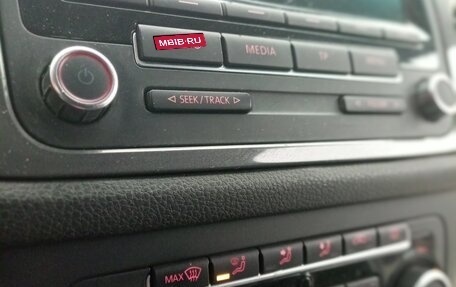 MBIB.RU
MEDIA
TP
◁ SEEK/TRACK ▷
MAX